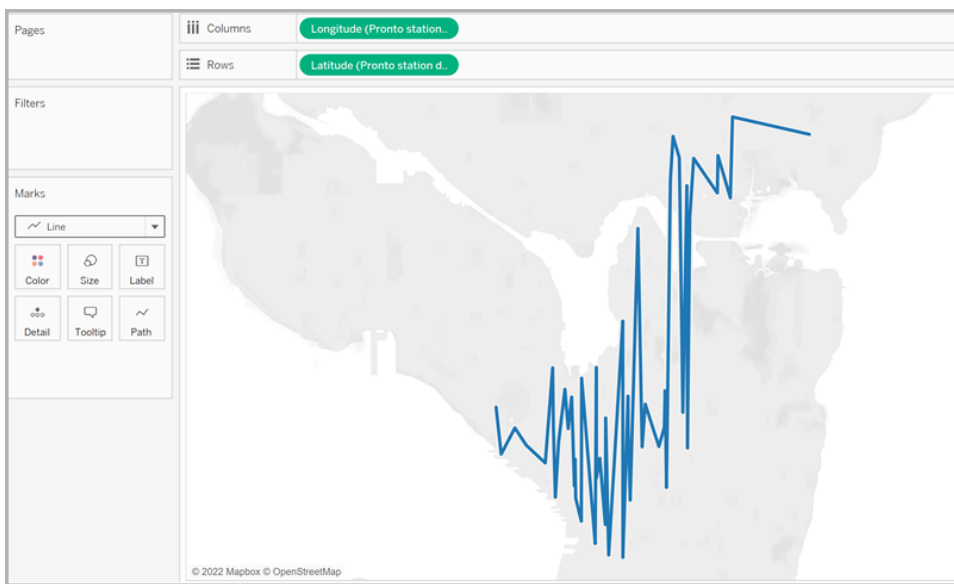 Pages
Columns
Longitude (Pronto station..
Rows
Latitude (Pronto station d..
Filters
Marks
Line
Color
Size
T
Label
Detail
Tooltip
Path
© 2022 Mapbox © OpenStreetMap